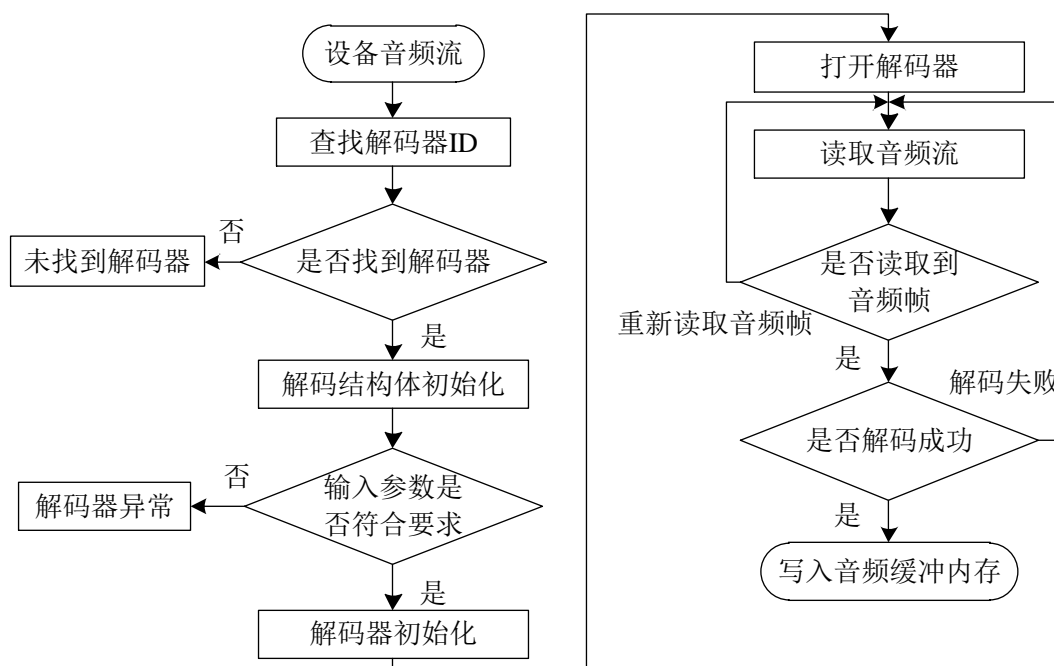 设备音频流
查找解码器ID
否
未找到解码器
是否找到解码器
是
解码结构体初始化
否
解码器异常
输入参数是
否符合要求
是
解码器初始化
打开解码器
读取音频流
是否读取到
音频帧
重新读取音频帧
是
解码失败
是否解码成功
是
写入音频缓冲内存